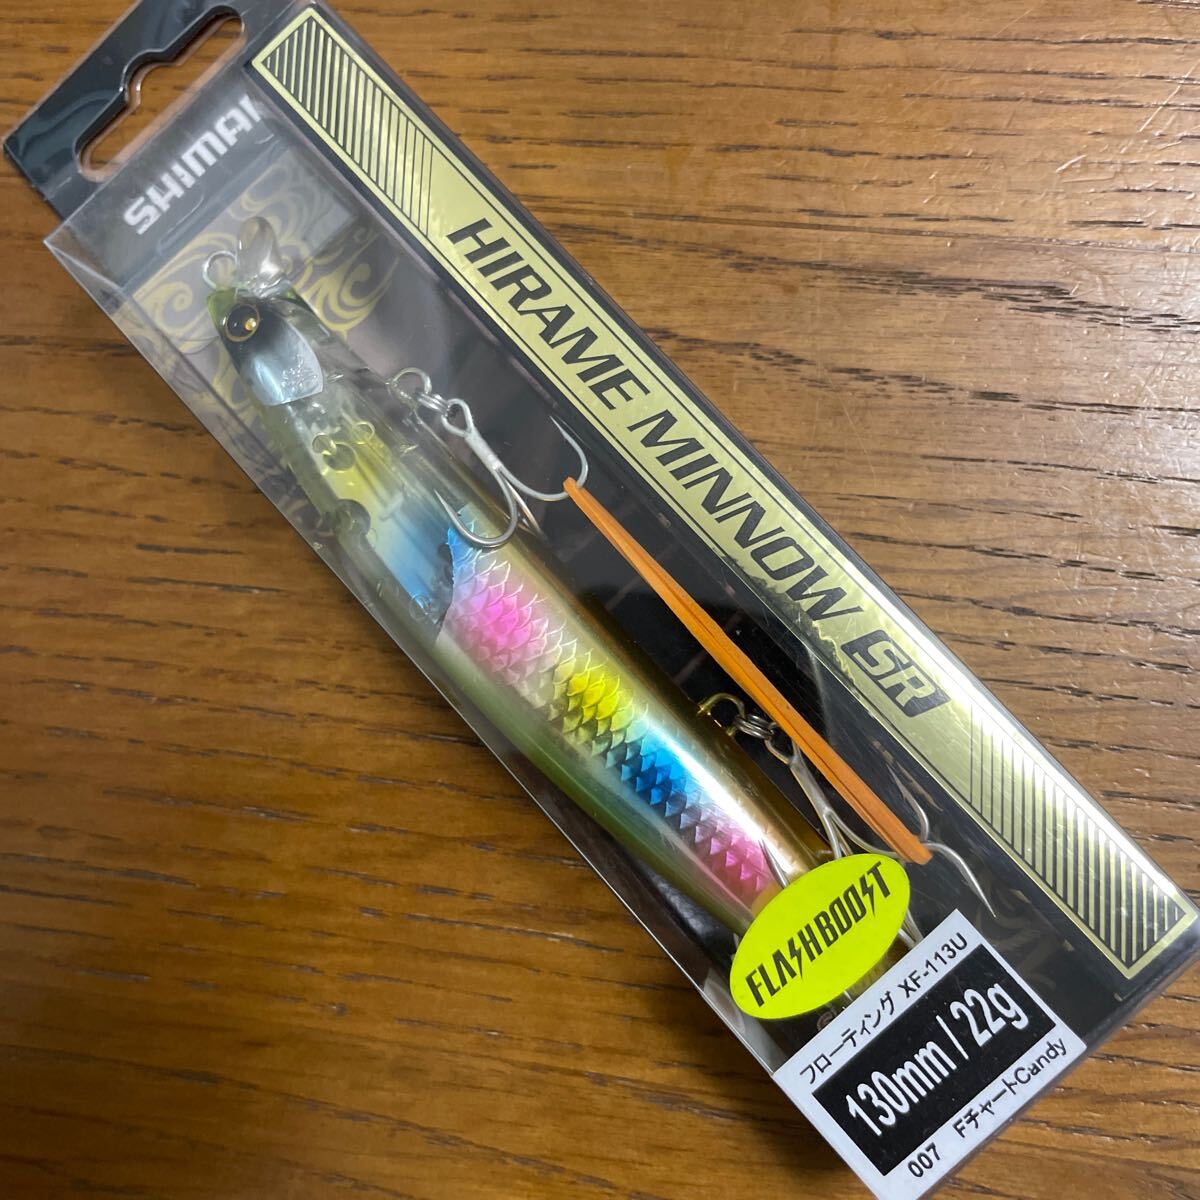 SHIMANO
HIRAME MINNOW SR
FLASHBOOST
フローティング XF-113U
130mm / 22g
007 FチャートCandy